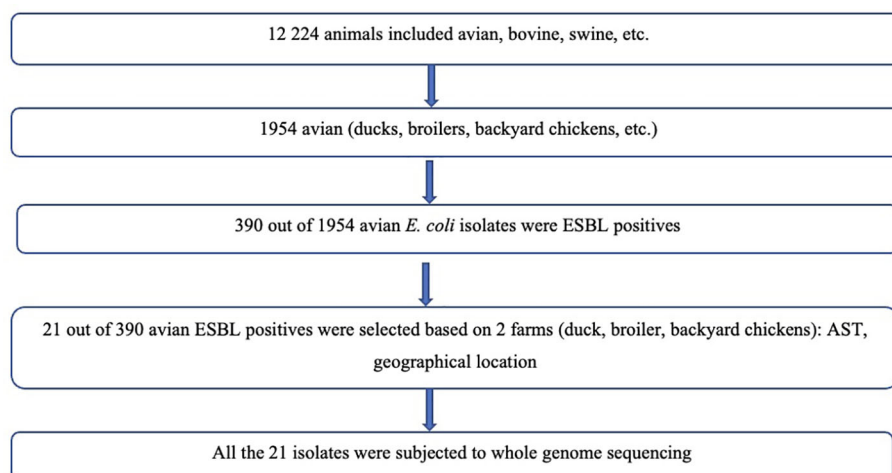 12 224 animals included avian, bovine, swine, etc.
1954 avian (ducks, broilers, backyard chickens, etc.)
390 out of 1954 avian E. coli isolates were ESBL positives
21 out of 390 avian ESBL positives were selected based on 2 farms (duck, broiler, backyard chickens): AST,
geographical location
All the 21 isolates were subjected to whole genome sequencing